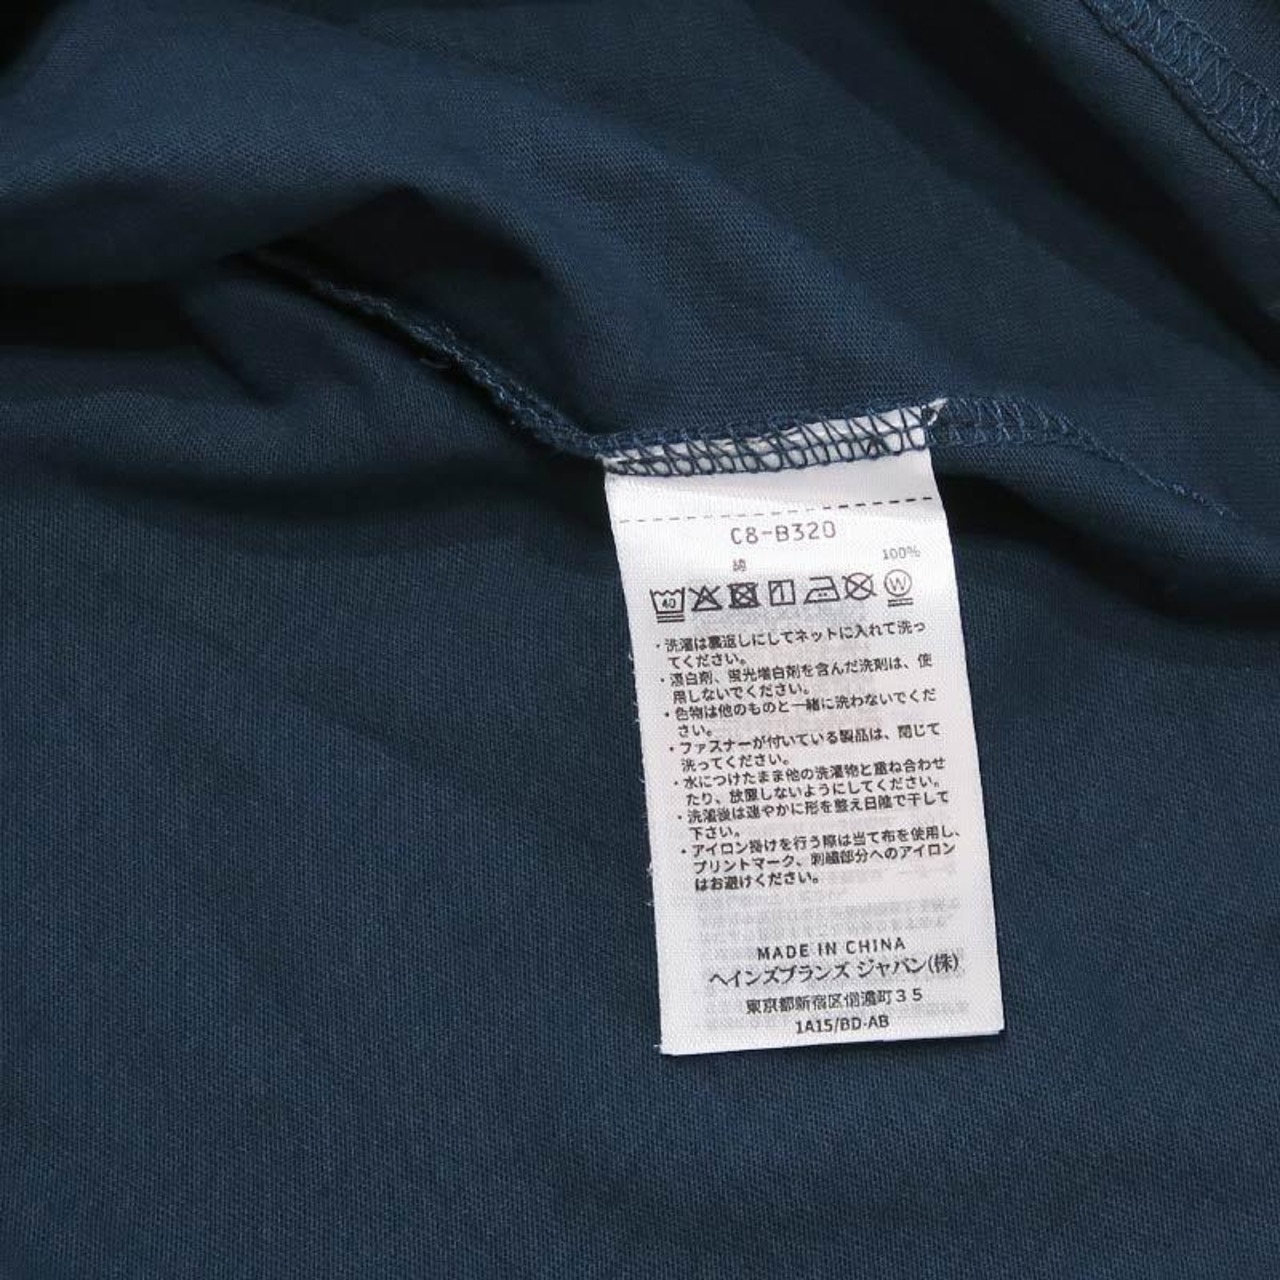 C8-B320
綿 100%
40 W
・洗濯は裏返しにしてネットに入れて洗っ
てください。
・漂白剤、蛍光増白剤を含んだ洗剤は、使
用しないでください。
・色物は他のものと一緒に洗わないでくだ
さい。
・ファスナーが付いている製品は、閉じて
洗ってください。
・水につけたまま他の洗濯物と重ね合わせ
たり、放置しないようにしてください。
・洗濯後は速やかに形を整え日陰で干して
下さい。
・アイロン掛けを行う際は当て布を使用し、
プリントマーク、刺繍部分へのアイロン
はお避けください。
MADE IN CHINA
ヘインズブランズ ジャパン(株)
東京都新宿区信濃町35
1A15/BD-AB